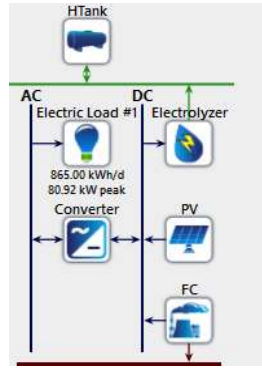 HTank
AC
DC
Electric Load #1
Electrolyzer
865.00 kWh/d
80.92 kW peak
Converter
PV
FC